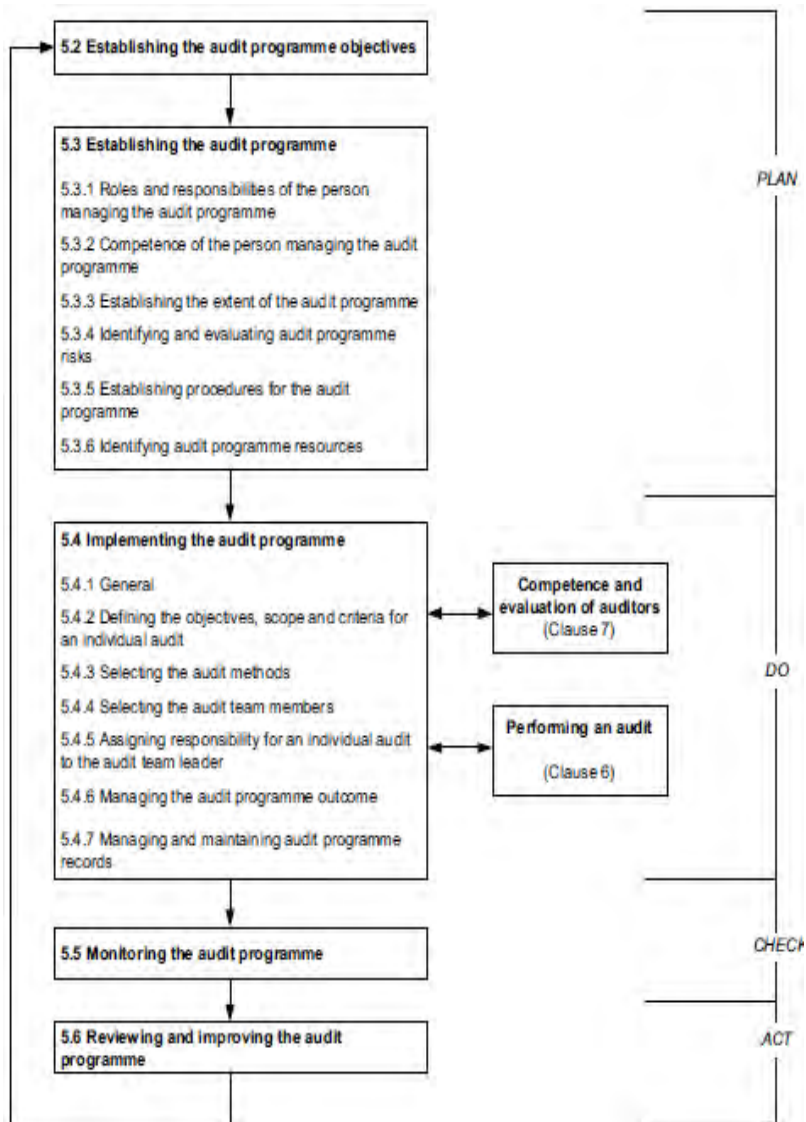 5.2 Establishing the audit programme objectives
5.3 Establishing the audit programme
5.3.1 Roles and responsibilities of the person
managing the audit programme
5.3.2 Competence of the person managing the audit
programme
5.3.3 Establishing the extent of the audit programme
5.3.4 Identifying and evaluating audit programme
risks
5.3.5 Establishing procedures for the audit
programme
5.3.6 Identifying audit programme resources
PLAN
5.4 Implementing the audit programme
5.4.1 General
5.4.2 Defining the objectives, scope and criteria for
an individual audit
5.4.3 Selecting the audit methods
5.4.4 Selecting the audit team members
5.4.5 Assigning responsibility for an individual audit
to the audit team leader
5.4.6 Managing the audit programme outcome
5.4.7 Managing and maintaining audit programme
records
Competence and
evaluation of auditors
(Clause 7)
Performing an audit
(Clause 6)
DO
5.5 Monitoring the audit programme
CHECK
5.6 Reviewing and improving the audit
programme
ACT